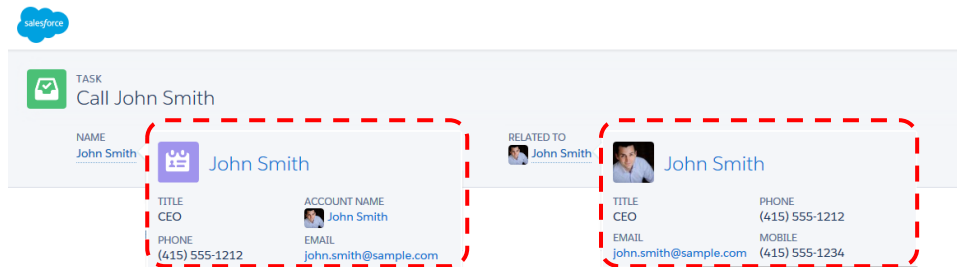 salesforce
TASK
Call John Smith
NAME
John Smith
RELATED TO
John Smith
John Smith
TITLE
CEO
ACCOUNT NAME
John Smith
PHONE
(415) 555-1212
EMAIL
john.smith@sample.com
John Smith
TITLE
CEO
PHONE
(415) 555-1212
EMAIL
john.smith@sample.com
MOBILE
(415) 555-1234